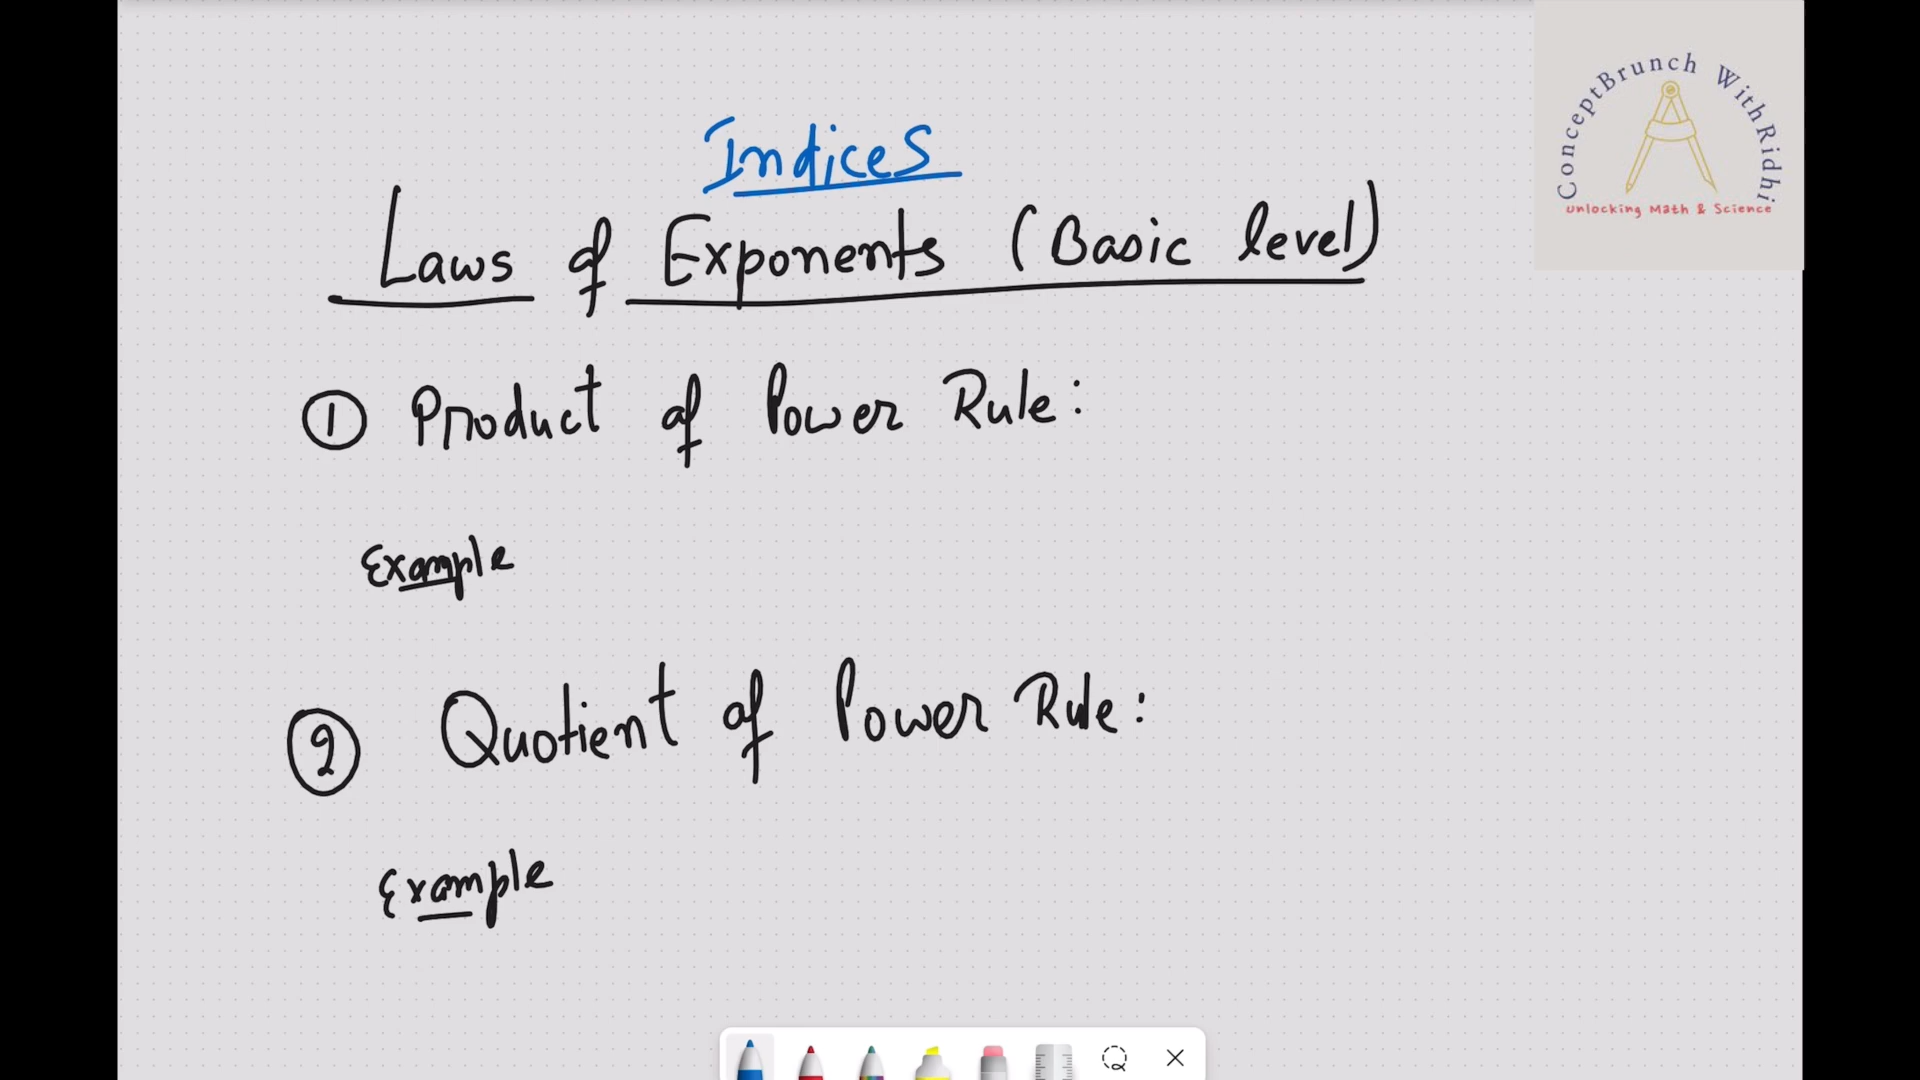 Indices
Laws of Exponents (Basic level)
① Product of Power Rule:
Example
② Quotient of Power Rule:
Example
ConceptBrunch WithRidhi
Unlocking Math & Science